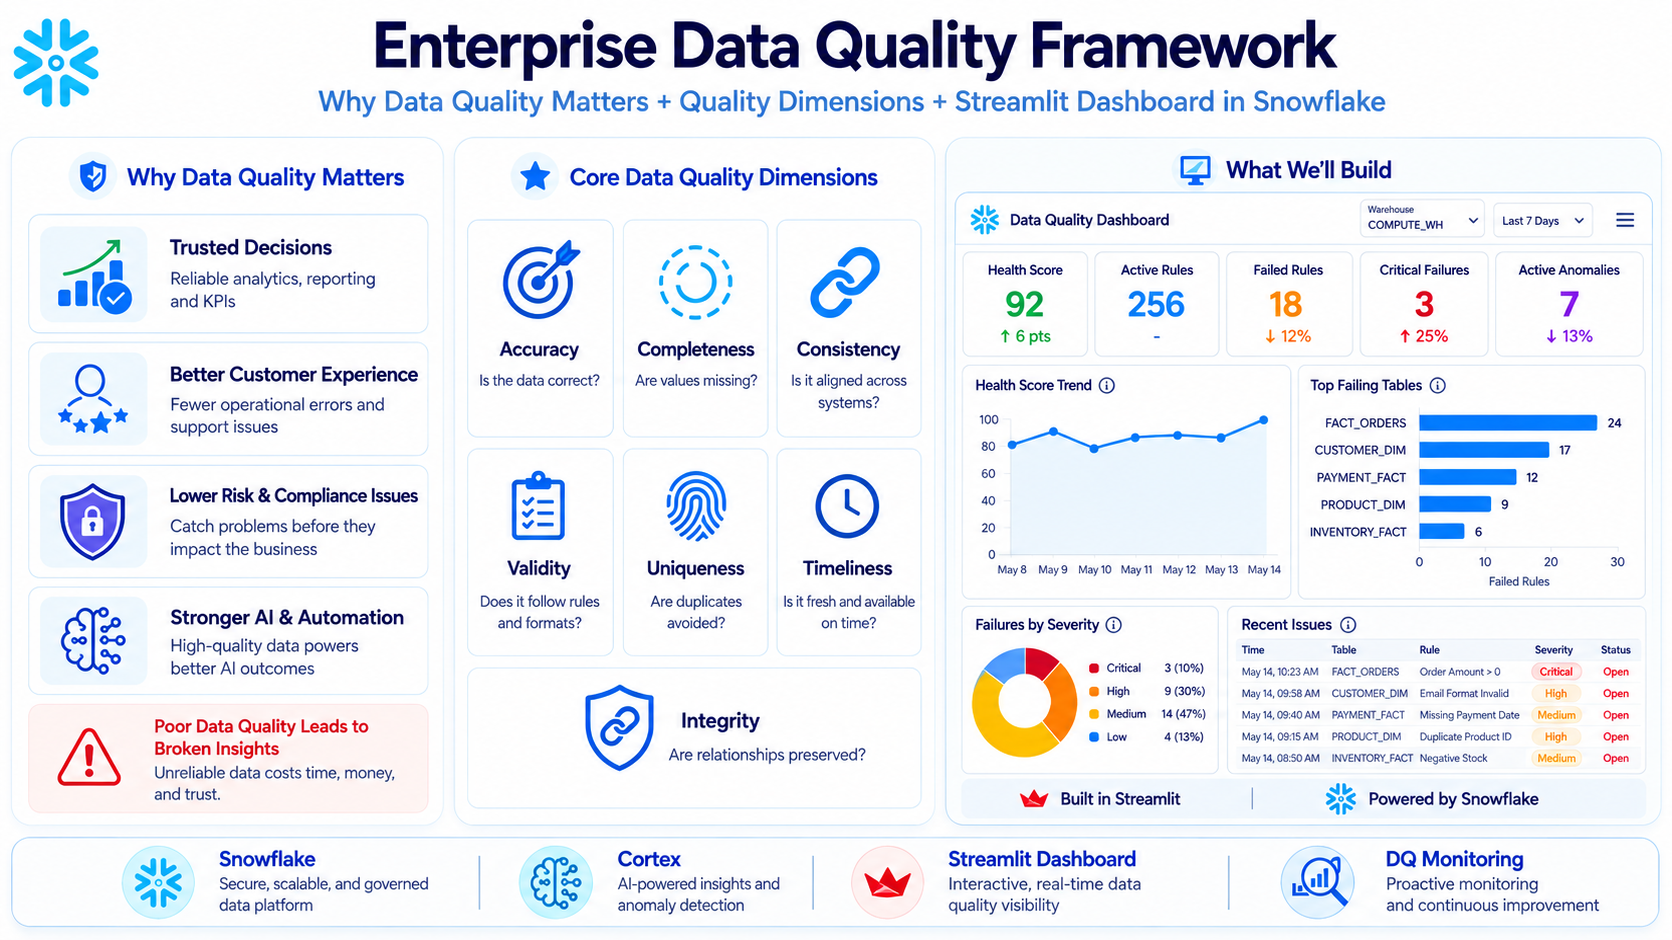 Enterprise Data Quality Framework
Why Data Quality Matters + Quality Dimensions + Streamlit Dashboard in Snowflake
Why Data Quality Matters
Trusted Decisions
Reliable analytics, reporting
and KPIs
Better Customer Experience
Fewer operational errors and
support issues
Lower Risk & Compliance Issues
Catch problems before they
impact the business
Stronger AI & Automation
High-quality data powers
better AI outcomes
Poor Data Quality Leads to
Broken Insights
Unreliable data costs time, money,
and trust.
Core Data Quality Dimensions
Accuracy
Is the data correct?
Completeness
Are values missing?
Consistency
Is it aligned across
systems?
Validity
Does it follow rules
and formats?
Uniqueness
Are duplicates
avoided?
Timeliness
Is it fresh and available
on time?
Integrity
Are relationships preserved?
What We'll Build
Data Quality Dashboard
Warehouse
COMPUTE_WH
Last 7 Days
Health Score
92
↑ 6 pts
Active Rules
256
-
Failed Rules
18
↓ 12%
Critical Failures
3
↑ 25%
Active Anomalies
7
↓ 13%
Health Score Trend
100
80
60
40
20
0
May 8 May 9 May 10 May 11 May 12 May 13 May 14
Top Failing Tables
FACT_ORDERS 24
CUSTOMER_DIM 17
PAYMENT_FACT 12
PRODUCT_DIM 9
INVENTORY_FACT 6
0 10 20 30
Failed Rules
Failures by Severity
Critical 3 (10%)
High 9 (30%)
Medium 14 (47%)
Low 4 (13%)
Recent Issues
Time Table Rule Severity Status
May 14, 10:23 AM FACT_ORDERS Order Amount > 0 Critical Open
May 14, 09:58 AM CUSTOMER_DIM Email Format Invalid High Open
May 14, 09:40 AM PAYMENT_FACT Missing Payment Date Medium Open
May 14, 09:15 AM PRODUCT_DIM Duplicate Product ID High Open
May 14, 08:50 AM INVENTORY_FACT Negative Stock Medium Open
Built in Streamlit
Powered by Snowflake
Snowflake
Secure, scalable, and governed
data platform
Cortex
AI-powered insights and
anomaly detection
Streamlit Dashboard
Interactive, real-time data
quality visibility
DQ Monitoring
Proactive monitoring
and continuous improvement